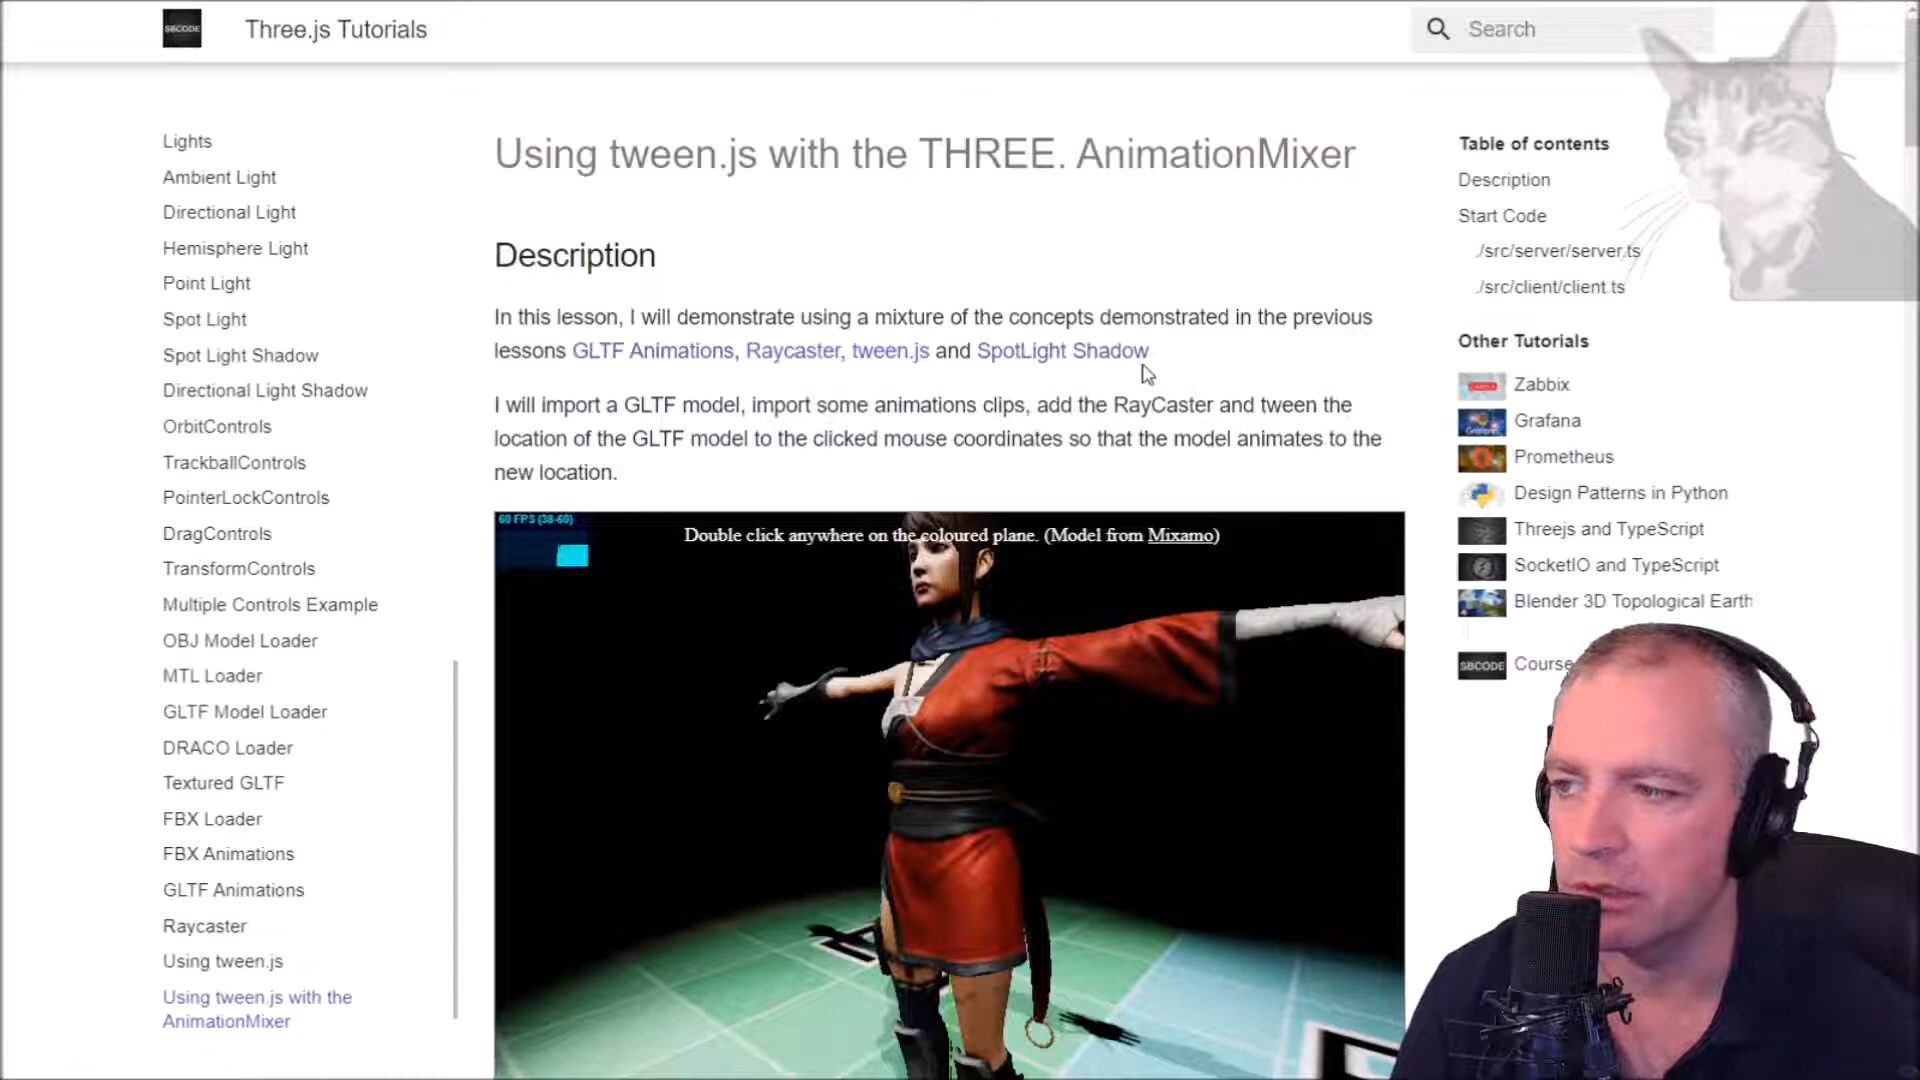 SBCODE
Three.js Tutorials
Search
Lights
Ambient Light
Directional Light
Hemisphere Light
Point Light
Spot Light
Spot Light Shadow
Directional Light Shadow
OrbitControls
TrackballControls
PointerLockControls
DragControls
TransformControls
Multiple Controls Example
OBJ Model Loader
MTL Loader
GLTF Model Loader
DRACO Loader
Textured GLTF
FBX Loader
FBX Animations
GLTF Animations
Raycaster
Using tween.js
Using tween.js with the
AnimationMixer
Using tween.js with the THREE. AnimationMixer
Description
In this lesson, I will demonstrate using a mixture of the concepts demonstrated in the previous
lessons GLTF Animations, Raycaster, tween.js and SpotLight Shadow
I will import a GLTF model, import some animations clips, add the RayCaster and tween the
location of the GLTF model to the clicked mouse coordinates so that the model animates to the
new location.
60 FPS (38-60)
Double click anywhere on the coloured plane. (Model from Mixamo)
Table of contents
Description
Start Code
./src/server/server.ts
./src/client/client.ts
Other Tutorials
Zabbix
Grafana
Prometheus
Design Patterns in Python
Threejs and TypeScript
SocketIO and TypeScript
Blender 3D Topological Earth
SBCODE
Course